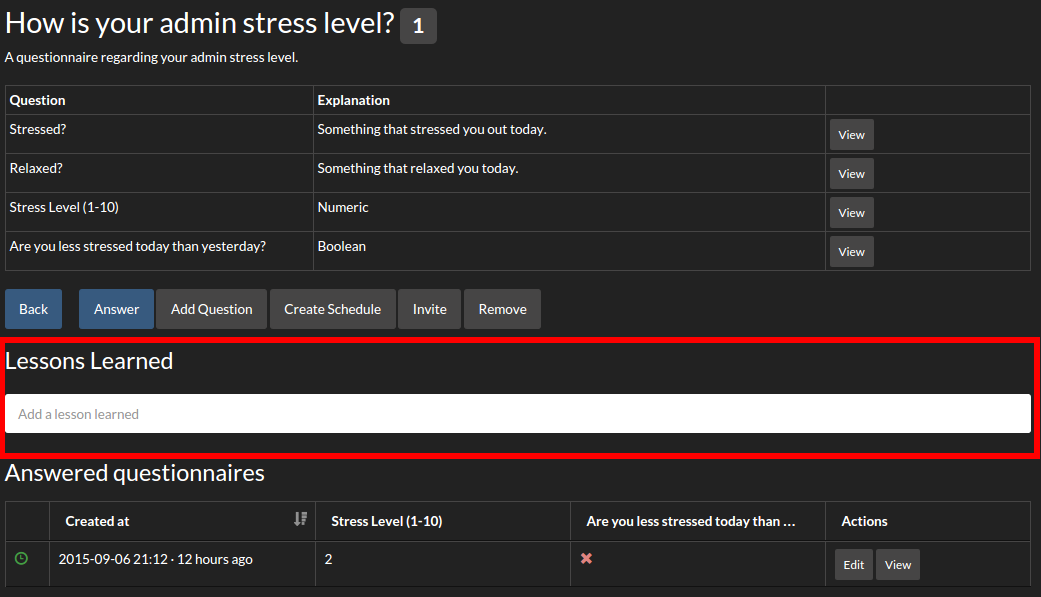 How is your admin stress level? 1
A questionnaire regarding your admin stress level.
Question Explanation
Stressed? Something that stressed you out today. View
Relaxed? Something that relaxed you today. View
Stress Level (1-10) Numeric View
Are you less stressed today than yesterday? Boolean View
Back Answer Add Question Create Schedule Invite Remove
Lessons Learned
Add a lesson learned
Answered questionnaires
Created at Stress Level (1-10) Are you less stressed today than ... Actions
2015-09-06 21:12 · 12 hours ago 2 Edit View